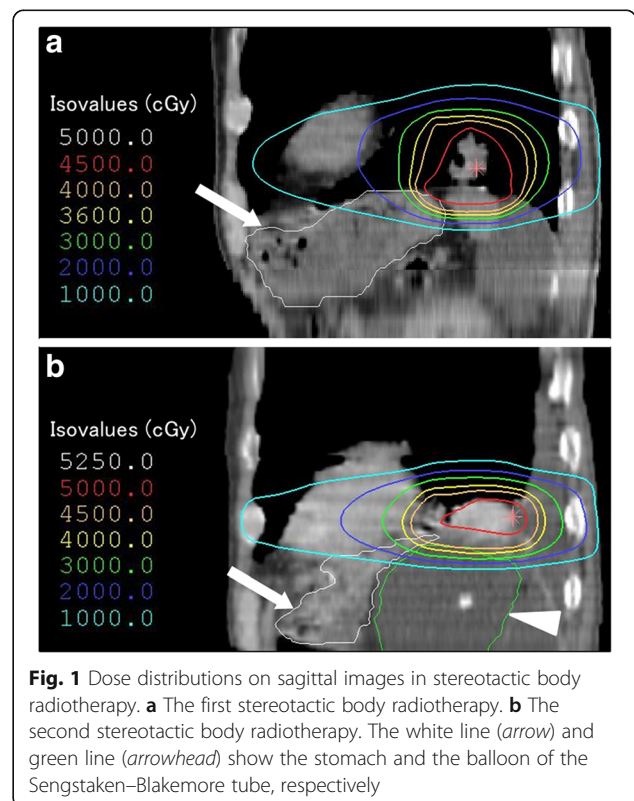 a
Isovalues (cGy)
5000.0
4500.0
4000.0
3600.0
3000.0
2000.0
1000.0
b
Isovalues (cGy)
5250.0
5000.0
4500.0
4000.0
3000.0
2000.0
1000.0
Fig. 1 Dose distributions on sagittal images in stereotactic body
radiotherapy. a The first stereotactic body radiotherapy. b The
second stereotactic body radiotherapy. The white line (arrow) and
green line (arrowhead) show the stomach and the balloon of the
Sengstaken–Blakemore tube, respectively